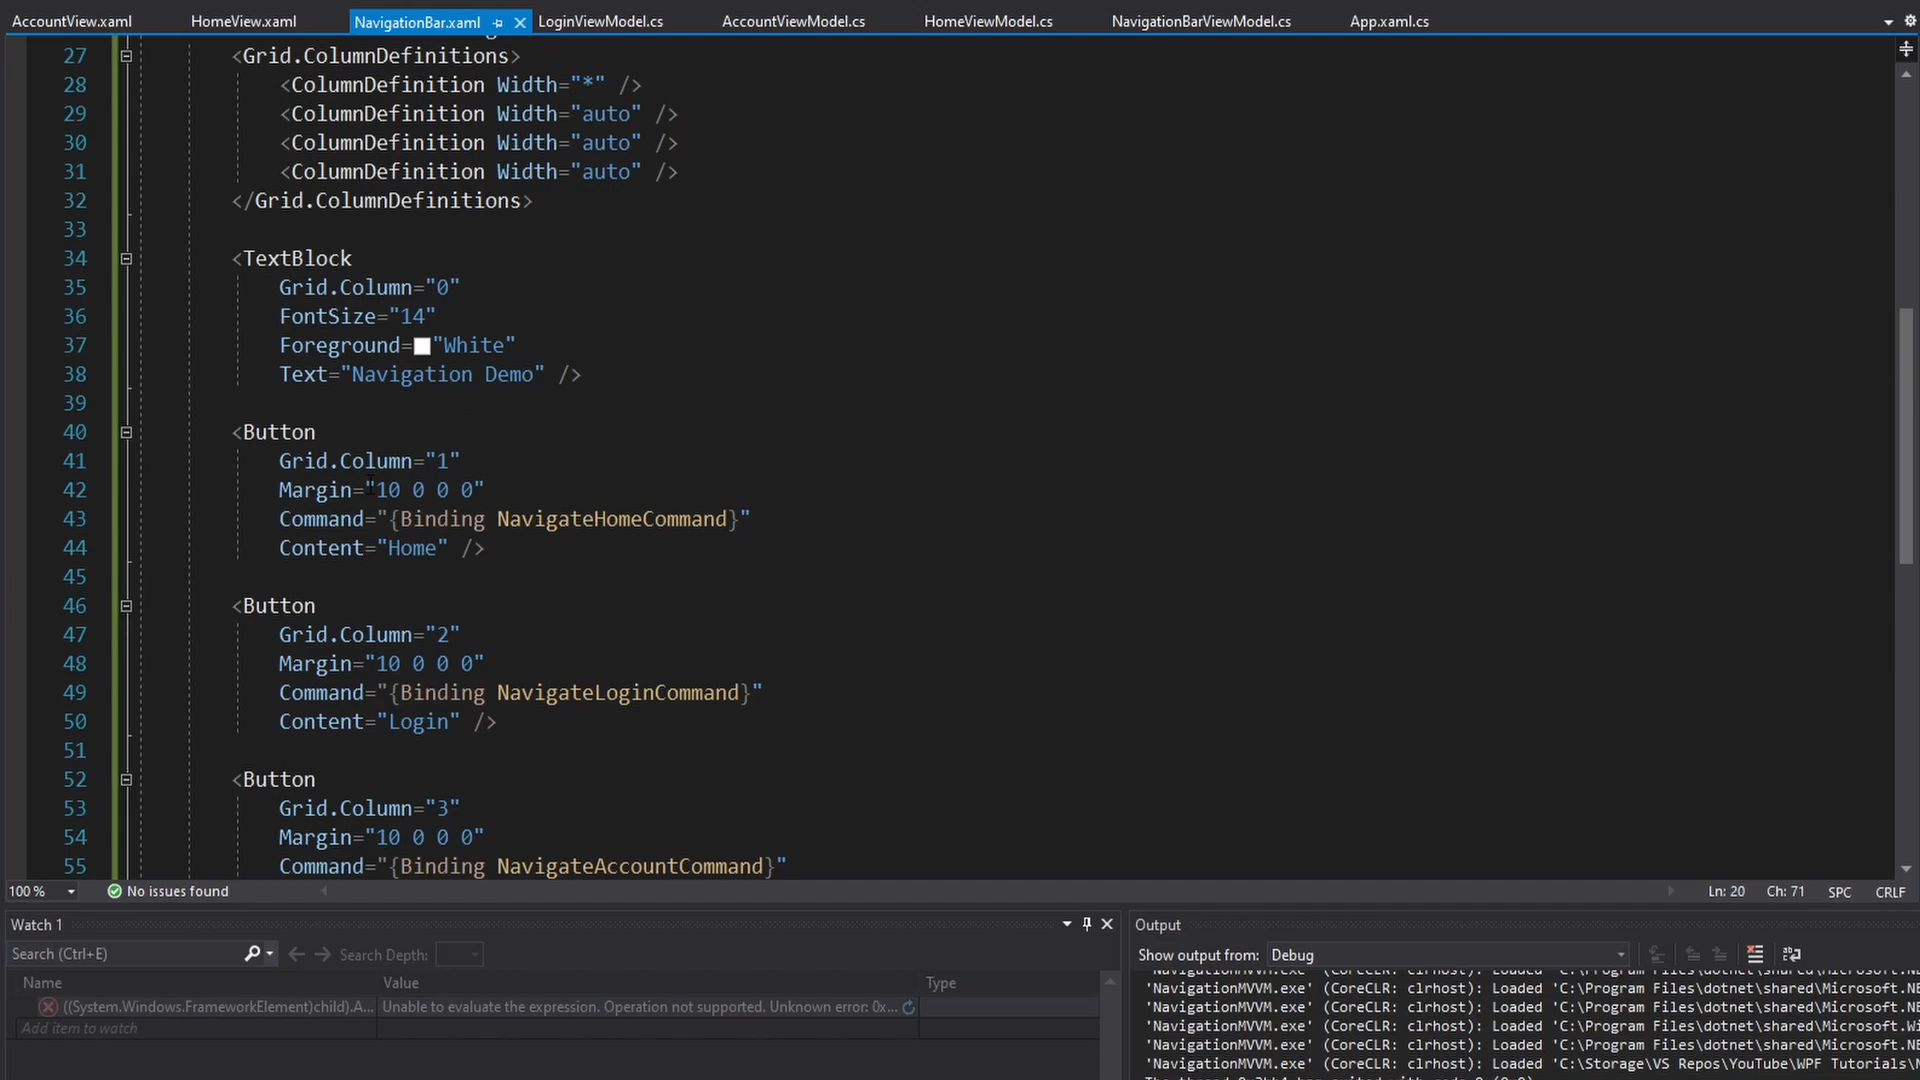 AccountView.xaml HomeView.xaml NavigationBar.xaml LoginViewModel.cs AccountViewModel.cs HomeViewModel.cs NavigationBarViewModel.cs App.xaml.cs
27 <Grid.ColumnDefinitions>
28 <ColumnDefinition Width="*" />
29 <ColumnDefinition Width="auto" />
30 <ColumnDefinition Width="auto" />
31 <ColumnDefinition Width="auto" />
32 </Grid.ColumnDefinitions>
33
34 <TextBlock
35 Grid.Column="0"
36 FontSize="14"
37 Foreground="White"
38 Text="Navigation Demo" />
39
40 <Button
41 Grid.Column="1"
42 Margin="10 0 0 0"
43 Command="{Binding NavigateHomeCommand}"
44 Content="Home" />
45
46 <Button
47 Grid.Column="2"
48 Margin="10 0 0 0"
49 Command="{Binding NavigateLoginCommand}"
50 Content="Login" />
51
52 <Button
53 Grid.Column="3"
54 Margin="10 0 0 0"
55 Command="{Binding NavigateAccountCommand}"
100 % No issues found Ln: 20 Ch: 71 SPC CRLF
Watch 1
Search (Ctrl+E) Search Depth:
Name Value Type
((System.Windows.FrameworkElement)child).A... Unable to evaluate the expression. Operation not supported. Unknown error: 0x...
Add item to watch
Output
Show output from: Debug
'NavigationMVVM.exe' (CoreCLR: clrhost): Loaded 'C:\Program Files\dotnet\shared\Microsoft.NE
'NavigationMVVM.exe' (CoreCLR: clrhost): Loaded 'C:\Program Files\dotnet\shared\Microsoft.NE
'NavigationMVVM.exe' (CoreCLR: clrhost): Loaded 'C:\Program Files\dotnet\shared\Microsoft.NE
'NavigationMVVM.exe' (CoreCLR: clrhost): Loaded 'C:\Program Files\dotnet\shared\Microsoft.Wi
'NavigationMVVM.exe' (CoreCLR: clrhost): Loaded 'C:\Program Files\dotnet\shared\Microsoft.NE
'NavigationMVVM.exe' (CoreCLR: clrhost): Loaded 'C:\Storage\VS Repos\YouTube\WPF Tutorials\N